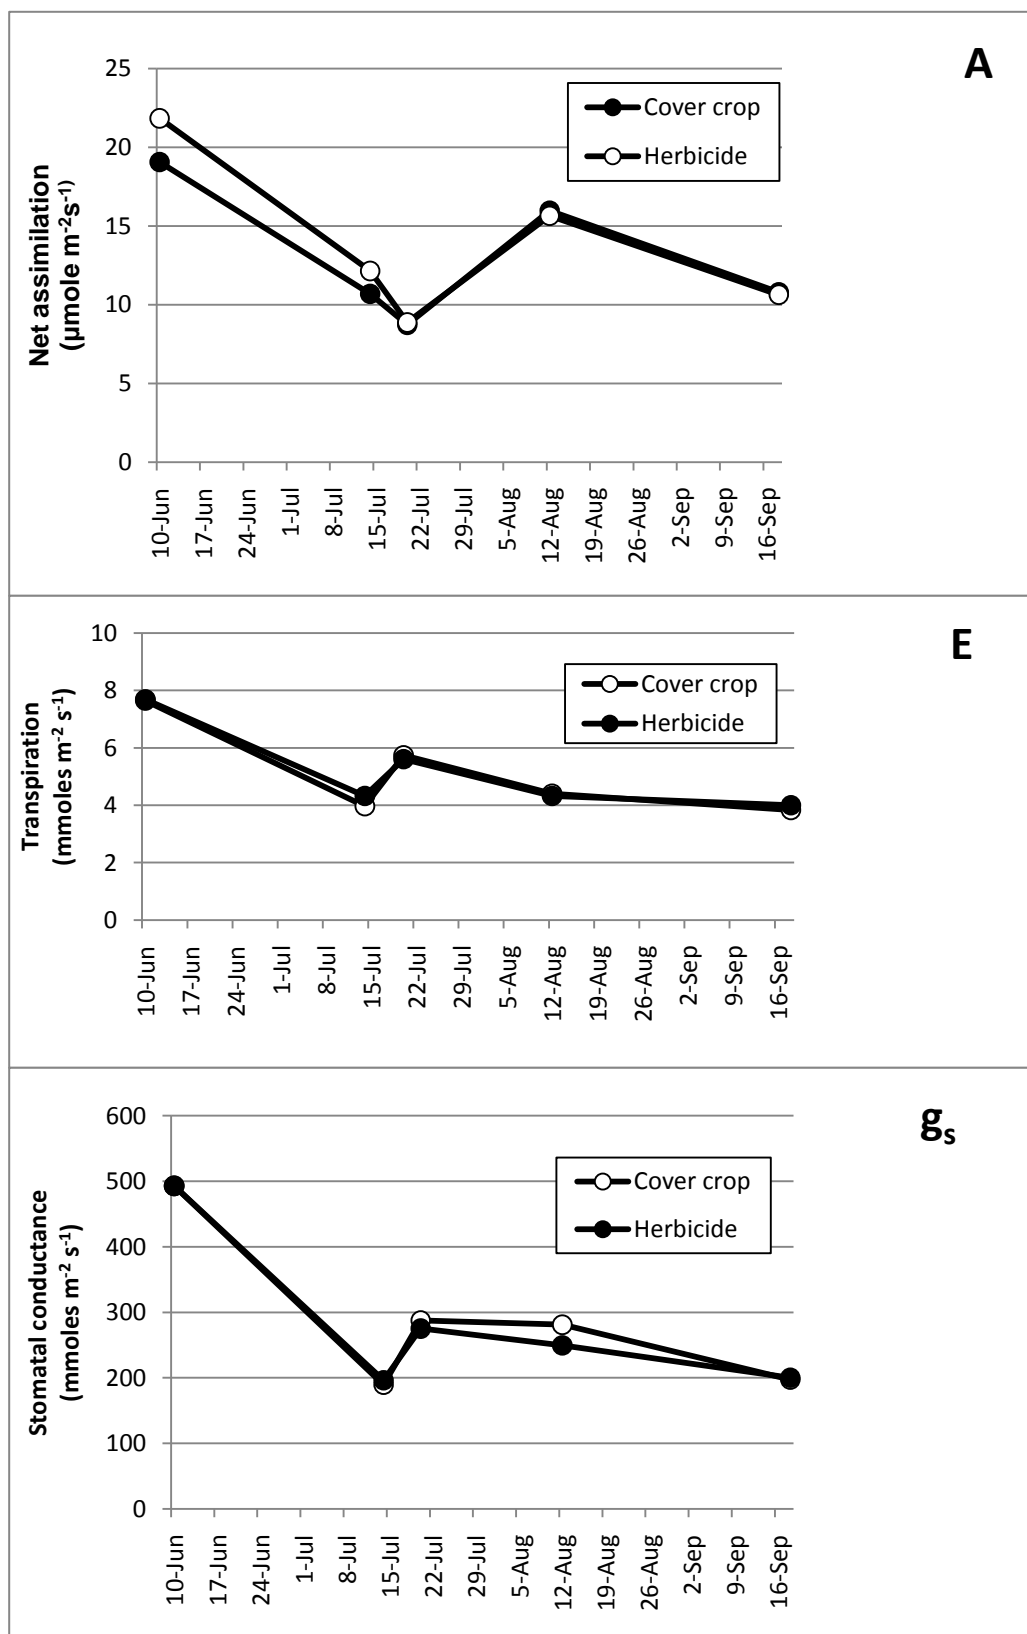 A
25
20
15
10
5
0
Net assimilation
(µmole m-2s-1)
Cover crop
Herbicide
10-Jun
17-Jun
24-Jun
1-Jul
8-Jul
15-Jul
22-Jul
29-Jul
5-Aug
12-Aug
19-Aug
26-Aug
2-Sep
9-Sep
16-Sep
E
10
8
6
4
2
0
Transpiration
(mmoles m-2 s-1)
Cover crop
Herbicide
10-Jun
17-Jun
24-Jun
1-Jul
8-Jul
15-Jul
22-Jul
29-Jul
5-Aug
12-Aug
19-Aug
26-Aug
2-Sep
9-Sep
16-Sep
gs
600
500
400
300
200
100
0
Stomatal conductance
(mmoles m-2 s-1)
Cover crop
Herbicide
10-Jun
17-Jun
24-Jun
1-Jul
8-Jul
15-Jul
22-Jul
29-Jul
5-Aug
12-Aug
19-Aug
26-Aug
2-Sep
9-Sep
16-Sep